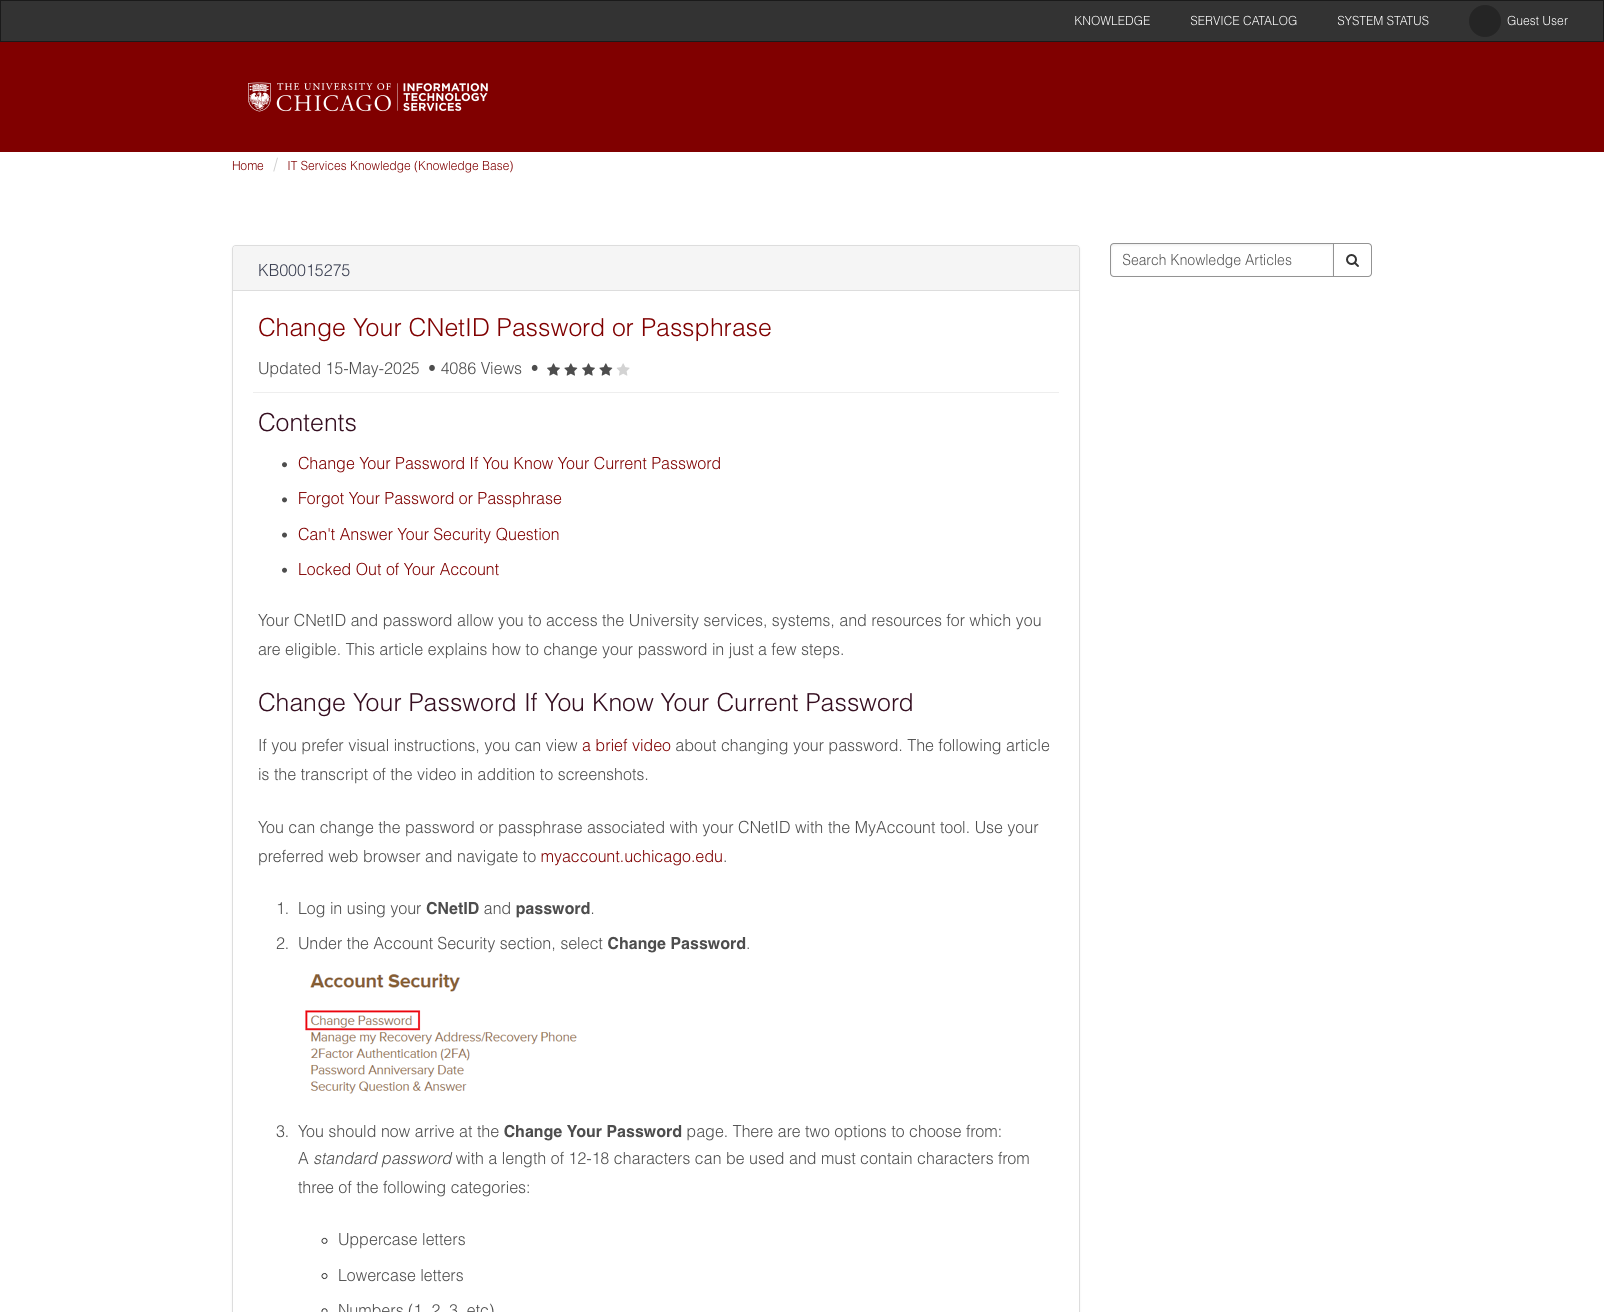 KNOWLEDGE SERVICE CATALOG SYSTEM STATUS Guest User
THE UNIVERSITY OF
CHICAGO
INFORMATION
TECHNOLOGY
SERVICES
Home / IT Services Knowledge (Knowledge Base)
KB00015275
Search Knowledge Articles
Change Your CNetID Password or Passphrase
Updated 15-May-2025 • 4086 Views • ★★★★★
Contents
• Change Your Password If You Know Your Current Password
• Forgot Your Password or Passphrase
• Can't Answer Your Security Question
• Locked Out of Your Account
Your CNetID and password allow you to access the University services, systems, and resources for which you
are eligible. This article explains how to change your password in just a few steps.
Change Your Password If You Know Your Current Password
If you prefer visual instructions, you can view a brief video about changing your password. The following article
is the transcript of the video in addition to screenshots.
You can change the password or passphrase associated with your CNetID with the MyAccount tool. Use your
preferred web browser and navigate to myaccount.uchicago.edu.
1. Log in using your CNetID and password.
2. Under the Account Security section, select Change Password.
Account Security
Change Password
Manage my Recovery Address/Recovery Phone
2Factor Authentication (2FA)
Password Anniversary Date
Security Question & Answer
3. You should now arrive at the Change Your Password page. There are two options to choose from:
A standard password with a length of 12-18 characters can be used and must contain characters from
three of the following categories:
Uppercase letters
Lowercase letters
Numbers (1, 2, 3, etc)